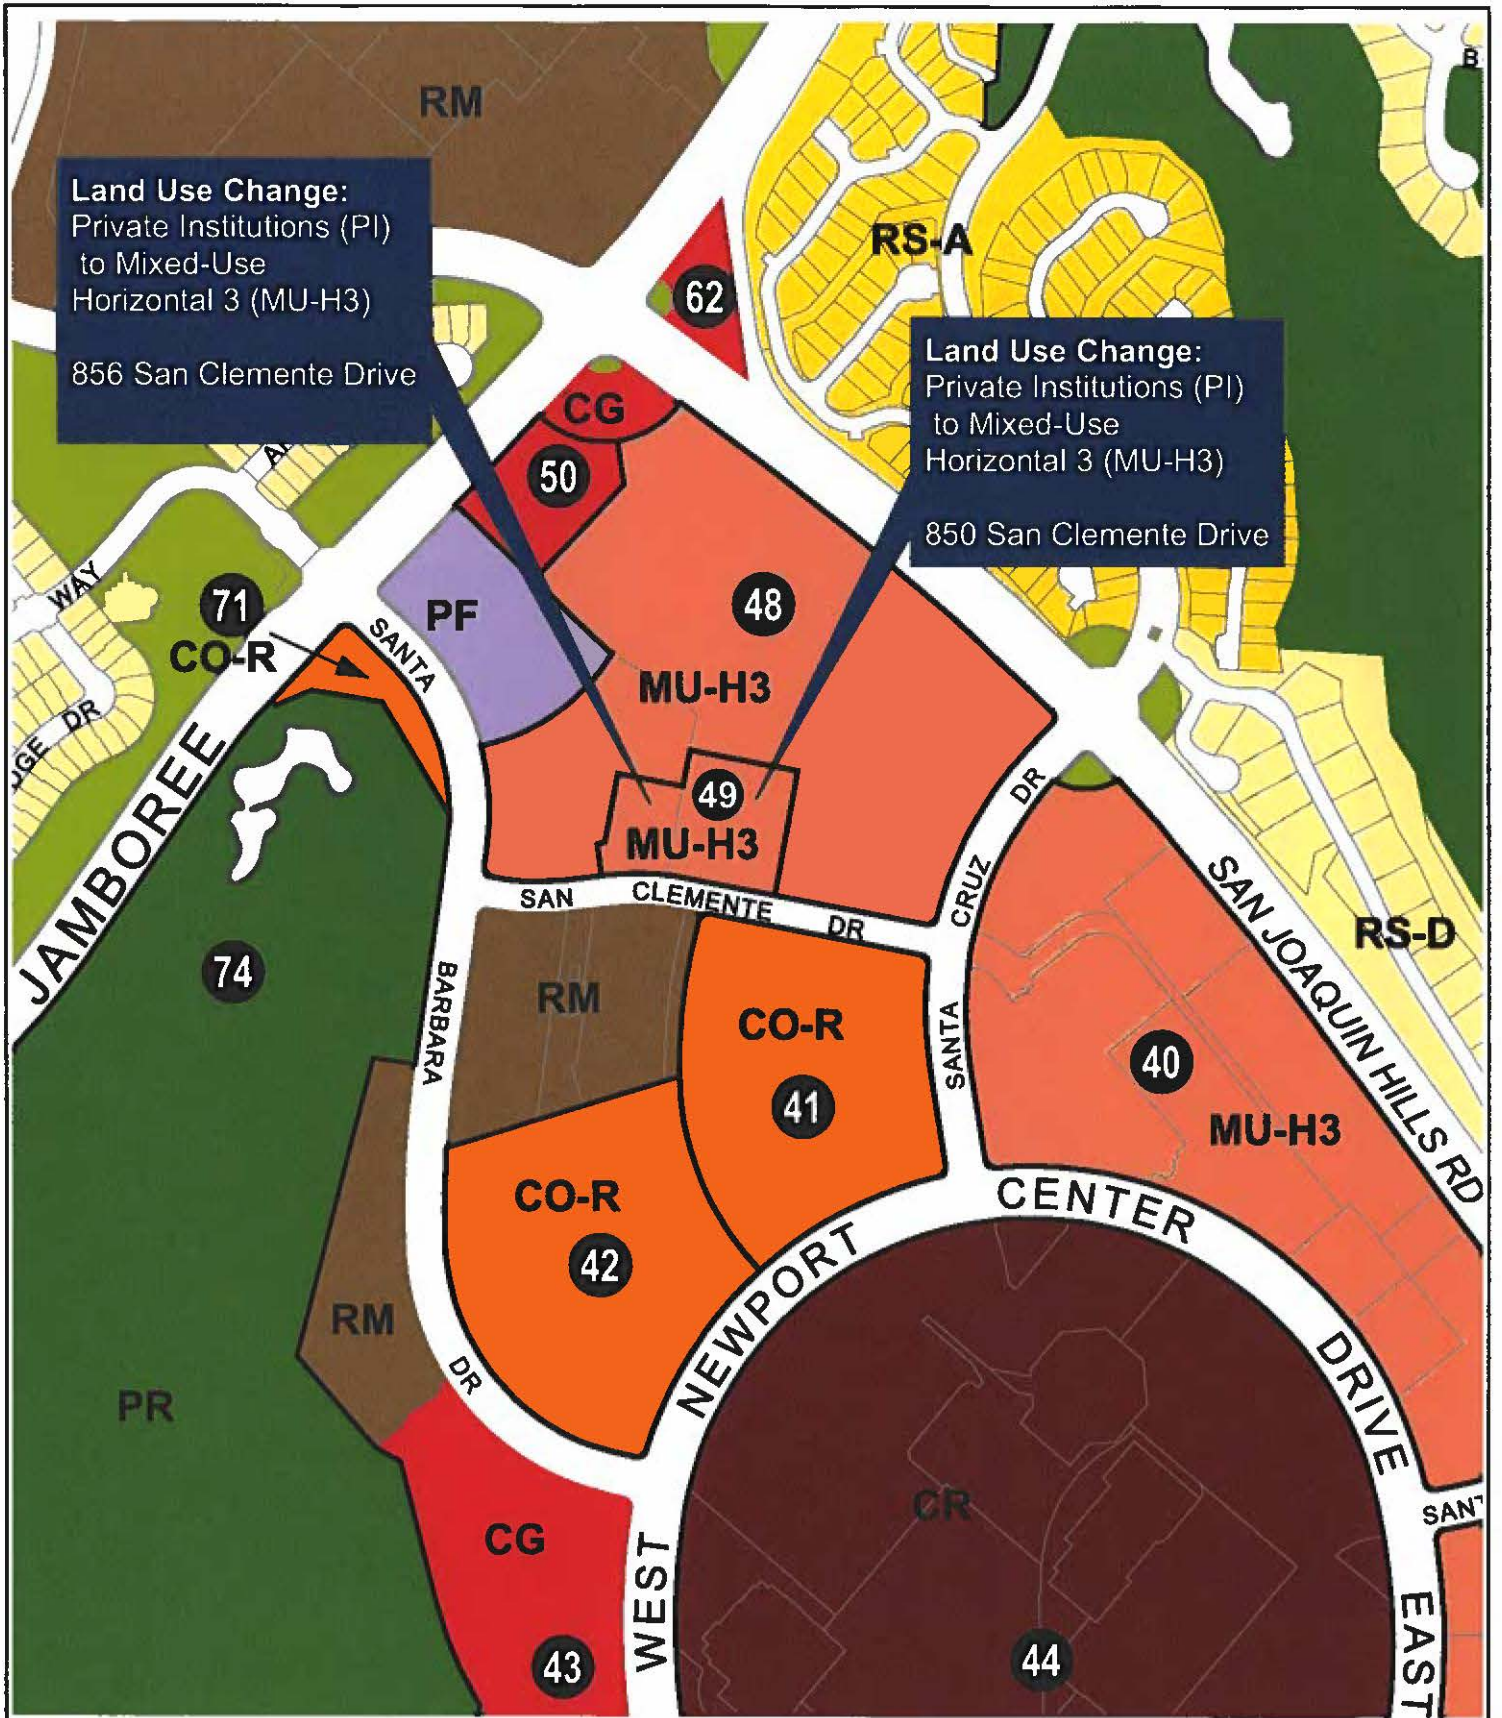 RM
B
Land Use Change:
Private Institutions (PI)
to Mixed-Use
Horizontal 3 (MU-H3)
856 San Clemente Drive
RS-A
62
Land Use Change:
Private Institutions (PI)
to Mixed-Use
Horizontal 3 (MU-H3)
850 San Clemente Drive
CG
50
WAY
71
CO-R
SANTA
PF
48
MU-H3
DR
JAMBOREE
49
MU-H3
DR
SAN CLEMENTE DR
CRUZ
SANTA
SAN JOAQUIN HILLS RD
RS-D
74
BARBARA
RM
CO-R
41
40
MU-H3
CO-R
42
NEWPORT CENTER
DRIVE
RM
DR
PR
CR
SANT
CG
WEST
EAST
43
44